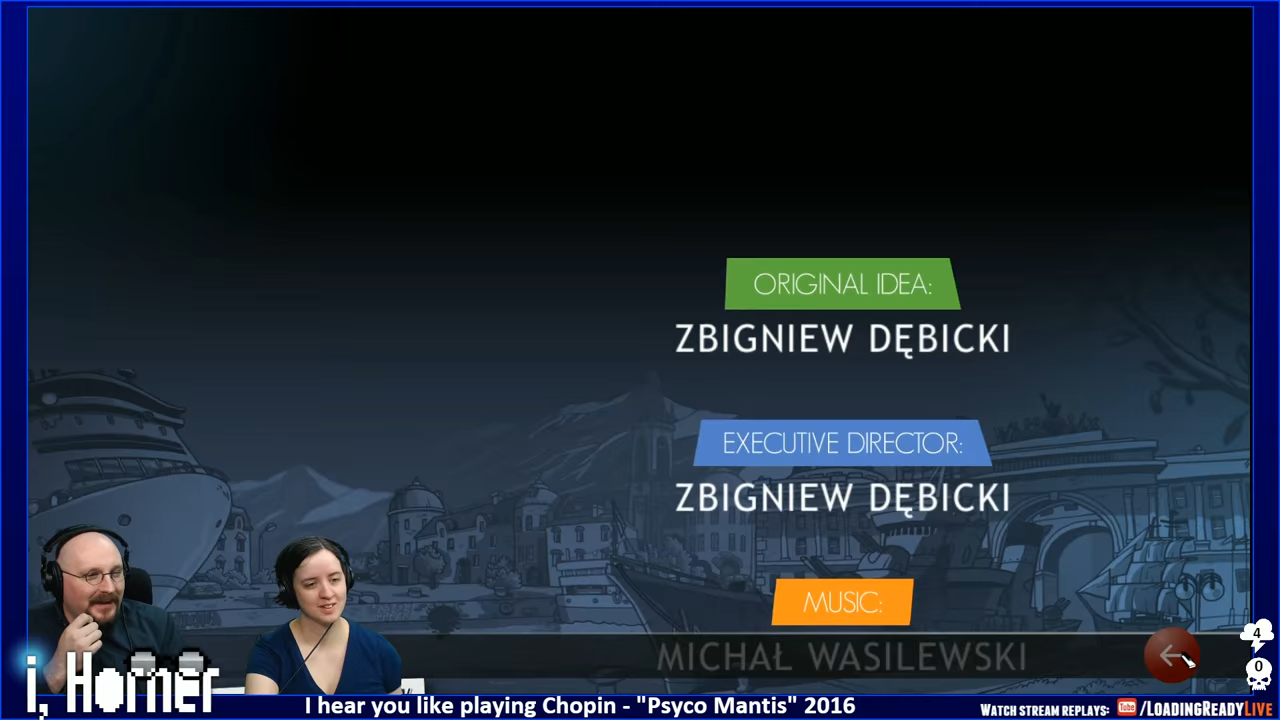 ORIGINAL IDEA:
ZBIGNIEW DĘBICKI
EXECUTIVE DIRECTOR:
ZBIGNIEW DĘBICKI
MUSIC:
MICHAŁ WASILEWSKI
4
0
i, Horner
I hear you like playing Chopin - "Psyco Mantis" 2016
WATCH STREAM REPLAYS: Tube /LOADINGREADYLIVE